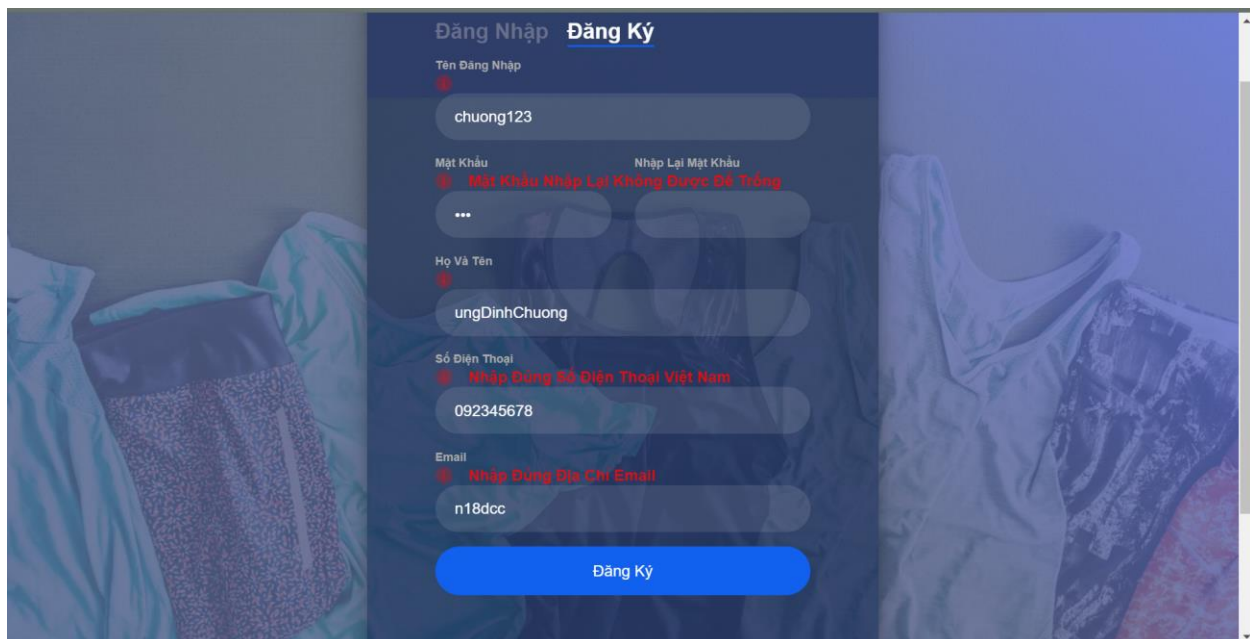 Đăng Nhập Đăng Ký
Tên Đăng Nhập
chuong123
Mật Khẩu Nhập Lại Mật Khẩu
Mật Khẩu Nhập Lại Không Được Để Trống
•••
Họ Và Tên
ungDinhChuong
Số Điện Thoại
Nhập Đúng Số Điện Thoại Việt Nam
092345678
Email
Nhập Đúng Địa Chỉ Email
n18dcc
Đăng Ký